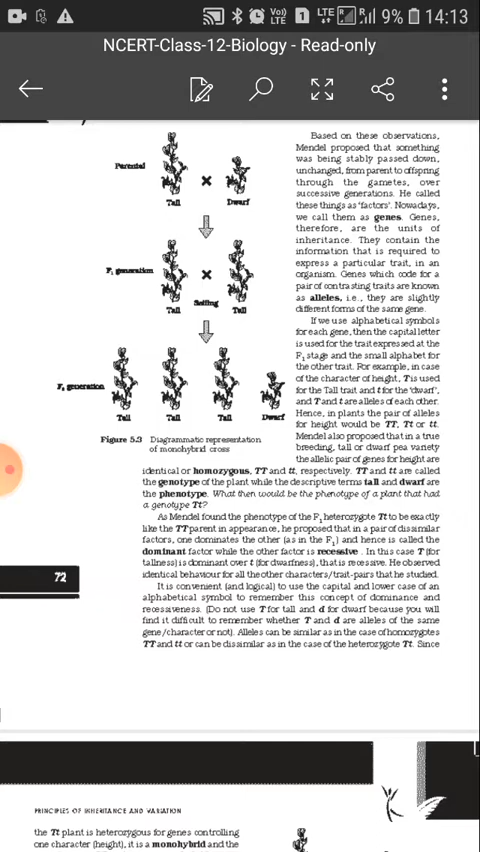 Vo)) LTE 1 LTE R R 9% 14:13
NCERT-Class-12-Biology - Read-only
Parental
Tall Dwarf
F₁ generation
Selfing
Tall Tall
F₂ generation
Tall Tall Tall Dwarf
Figure 5.3 Diagrammatic representation
of monohybrid cross
Based on these observations,
Mendel proposed that something
was being stably passed down,
unchanged, from parent to offspring
through the gametes, over
successive generations. He called
these things as 'factors'. Nowadays,
we call them as genes. Genes,
therefore, are the units of
inheritance. They contain the
information that is required to
express a particular trait, in an
organism. Genes which code for a
pair of contrasting traits are known
as alleles, i.e., they are slightly
different forms of the same gene.
If we use alphabetical symbols
for each gene, then the capital letter
is used for the trait expressed at the
F₁ stage and the small alphabet for
the other trait. For example, in case
of the character of height, T is used
for the Tall trait and t for the 'dwarf',
and T and t are alleles of each other.
Hence, in plants the pair of alleles
for height would be TT, Tt or tt.
Mendel also proposed that in a true
breeding, tall or dwarf pea variety
the allelic pair of genes for height are
identical or homozygous, TT and tt, respectively. TT and tt are called
the genotype of the plant while the descriptive terms tall and dwarf are
the phenotype. What then would be the phenotype of a plant that had
a genotype Tt?
As Mendel found the phenotype of the F₁ heterozygote Tt to be exactly
like the TT parent in appearance, he proposed that in a pair of dissimilar
factors, one dominates the other (as in the F₁) and hence is called the
dominant factor while the other factor is recessive . In this case T (for
tallness) is dominant over t (for dwarfness), that is recessive. He observed
identical behaviour for all the other characters/trait-pairs that he studied.
It is convenient (and logical) to use the capital and lower case of an
alphabetical symbol to remember this concept of dominance and
recessiveness. (Do not use T for tall and d for dwarf because you will
find it difficult to remember whether T and d are alleles of the same
gene/character or not). Alleles can be similar as in the case of homozygotes
TT and tt or can be dissimilar as in the case of the heterozygote Tt. Since
72
PRINCIPLES OF INHERITANCE AND VARIATION
the Tt plant is heterozygous for genes controlling
one character (height), it is a monohybrid and the